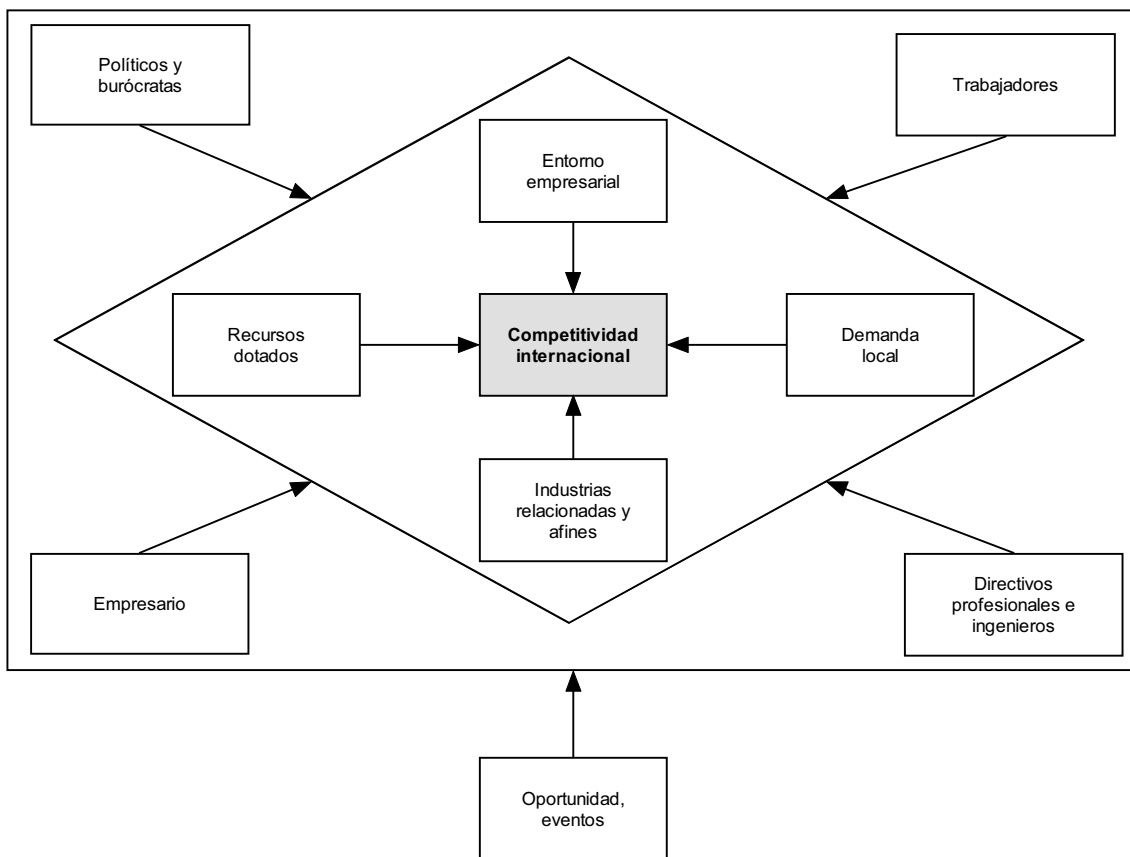 Políticos y
burócratas
Trabajadores
Entorno
empresarial
Recursos
dotados
Competitividad
internacional
Demanda
local
Industrias
relacionadas y
afines
Empresario
Directivos
profesionales e
ingenieros
Oportunidad,
eventos